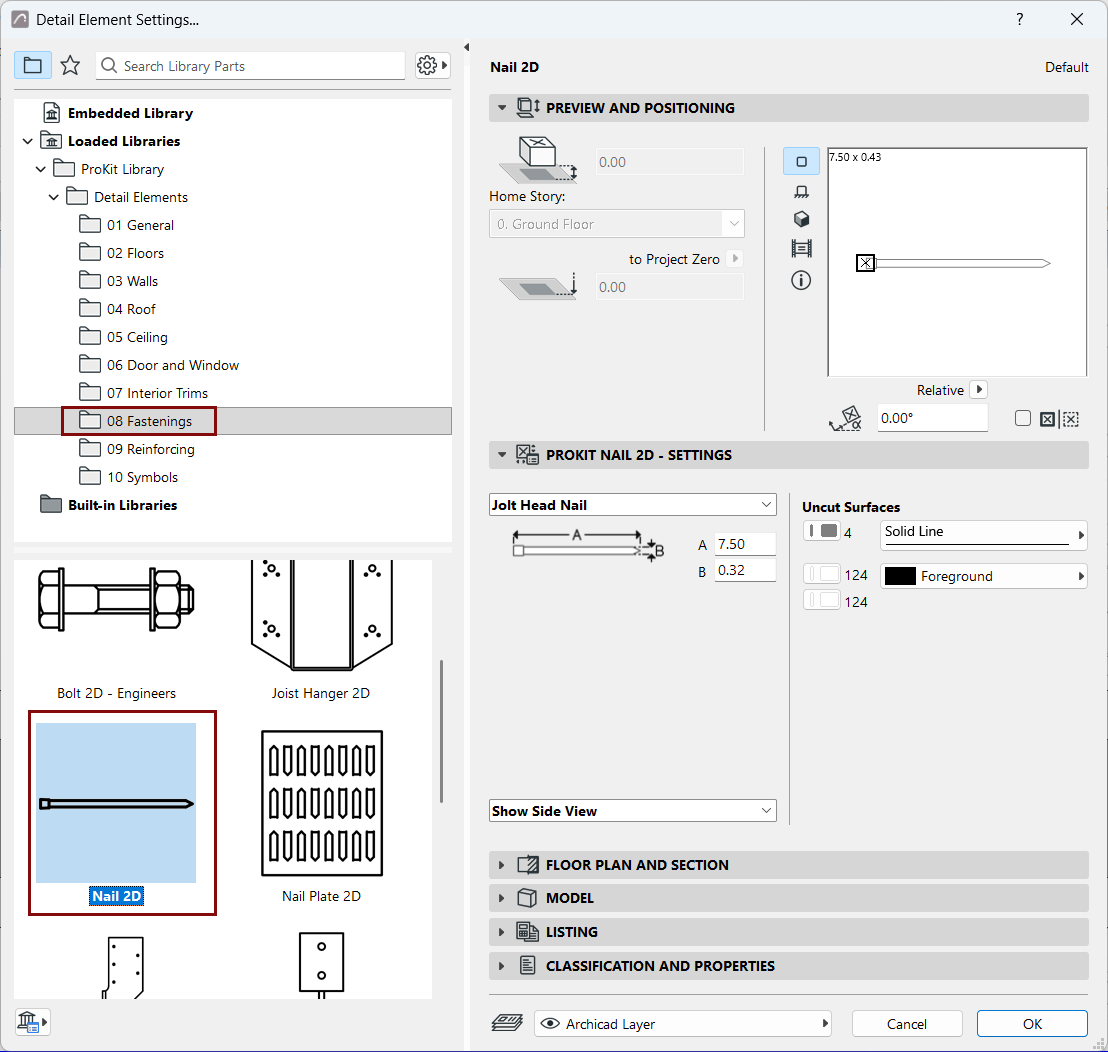 Detail Element Settings...
?
Search Library Parts
Embedded Library
Loaded Libraries
ProKit Library
Detail Elements
01 General
02 Floors
03 Walls
04 Roof
05 Ceiling
06 Door and Window
07 Interior Trims
08 Fastenings
09 Reinforcing
10 Symbols
Built-in Libraries
Bolt 2D - Engineers
Joist Hanger 2D
Nail 2D
Nail Plate 2D
Nail 2D
Default
PREVIEW AND POSITIONING
0.00
Home Story:
0. Ground Floor
to Project Zero
0.00
7.50 x 0.43
Relative
α
0.00°
PROKIT NAIL 2D - SETTINGS
Jolt Head Nail
A
B
A 7.50
B 0.32
Show Side View
Uncut Surfaces
4 Solid Line
124 Foreground
124
FLOOR PLAN AND SECTION
MODEL
LISTING
CLASSIFICATION AND PROPERTIES
Archicad Layer
Cancel
OK